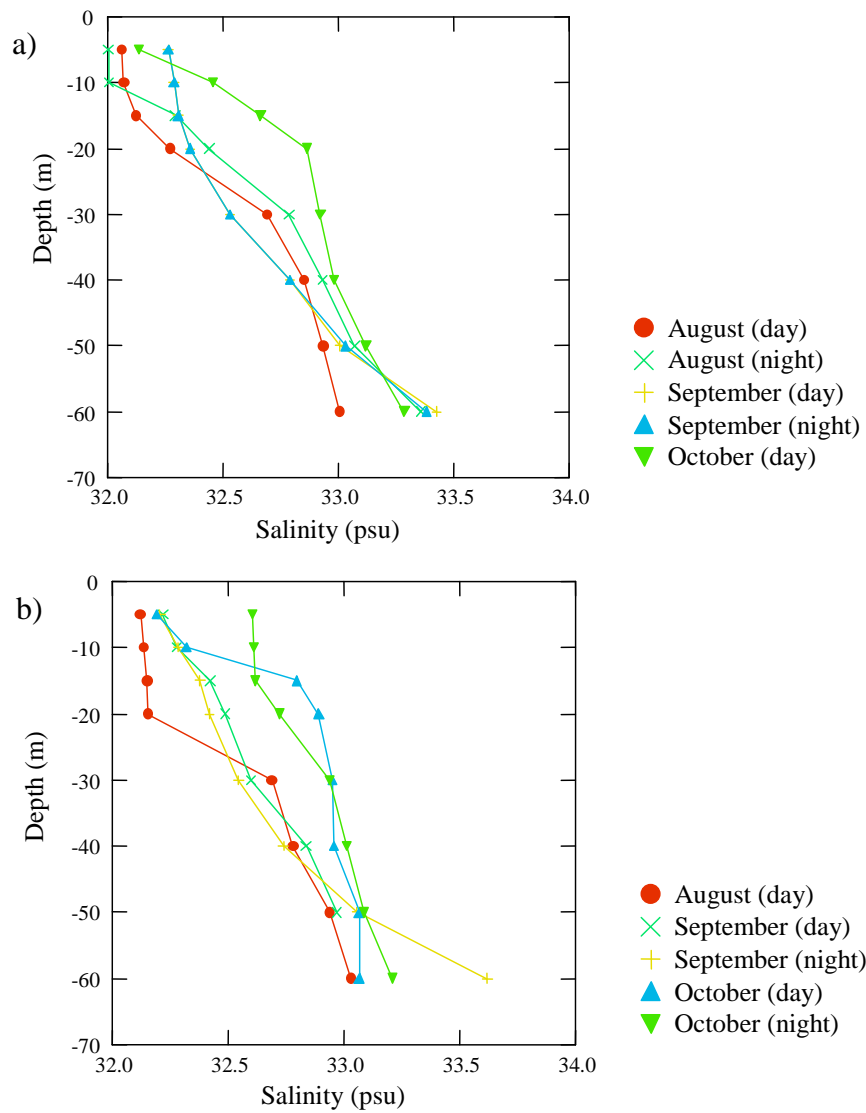 a)
0
-10
-20
-30
-40
-50
-60
-70
Depth (m)
32.0 32.5 33.0 33.5 34.0
Salinity (psu)
August (day)
August (night)
September (day)
September (night)
October (day)
b)
0
-10
-20
-30
-40
-50
-60
-70
Depth (m)
32.0 32.5 33.0 33.5 34.0
Salinity (psu)
August (day)
September (day)
September (night)
October (day)
October (night)